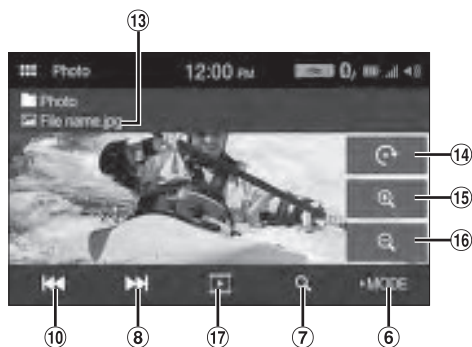 ⑬
Photo 12:00 PM
Photo
File name.jpg
⑭
⑮
⑯
MODE
⑩ ⑧ ⑰ ⑦ ⑥